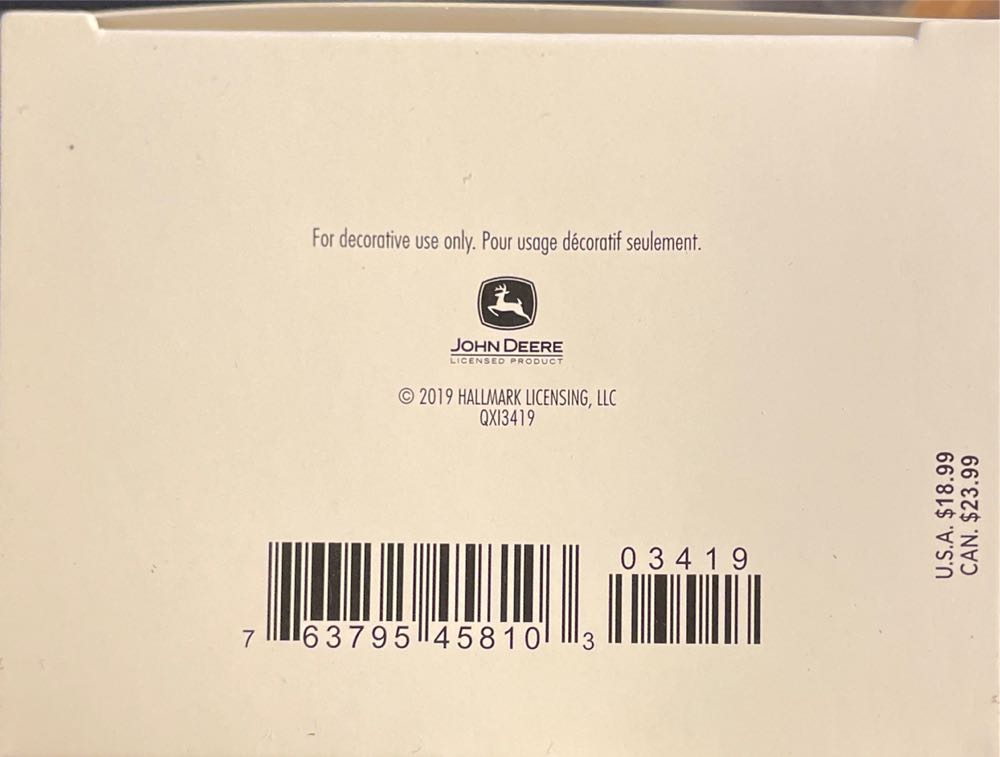 For decorative use only. Pour usage décoratif seulement.
JOHN DEERE
LICENSED PRODUCT
© 2019 HALLMARK LICENSING, LLC
QXI3419
U.S.A. $18.99
CAN. $23.99
03419
7 63795 45810 3